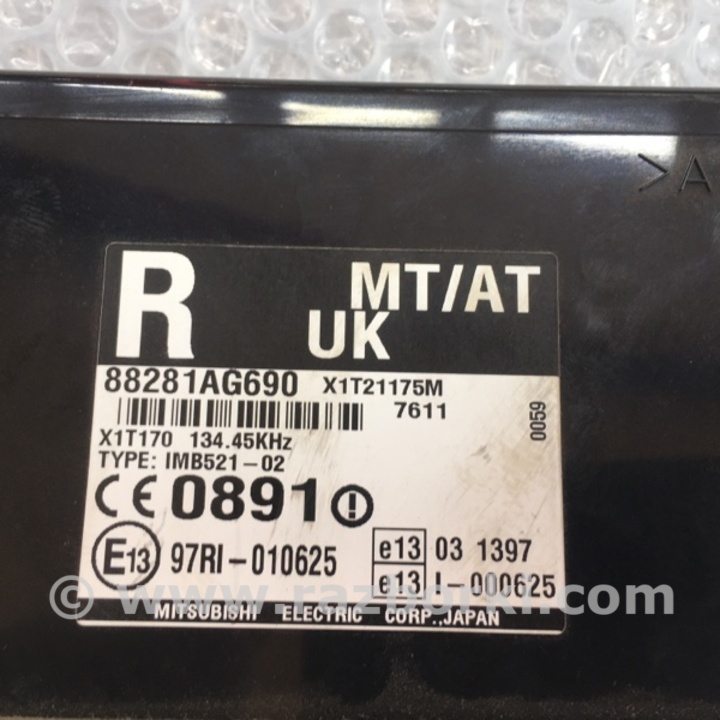 >A
R MT/AT
UK
88281AG690 X1T21175M
7611
0059
X1T170 134.45KHz
TYPE: IMB521-02
CE 0891
E13 97RI-010625 e13 03 1397
e13 I-000625
© www.razborki.com
MITSUBISHI ELECTRIC CORP.,JAPAN